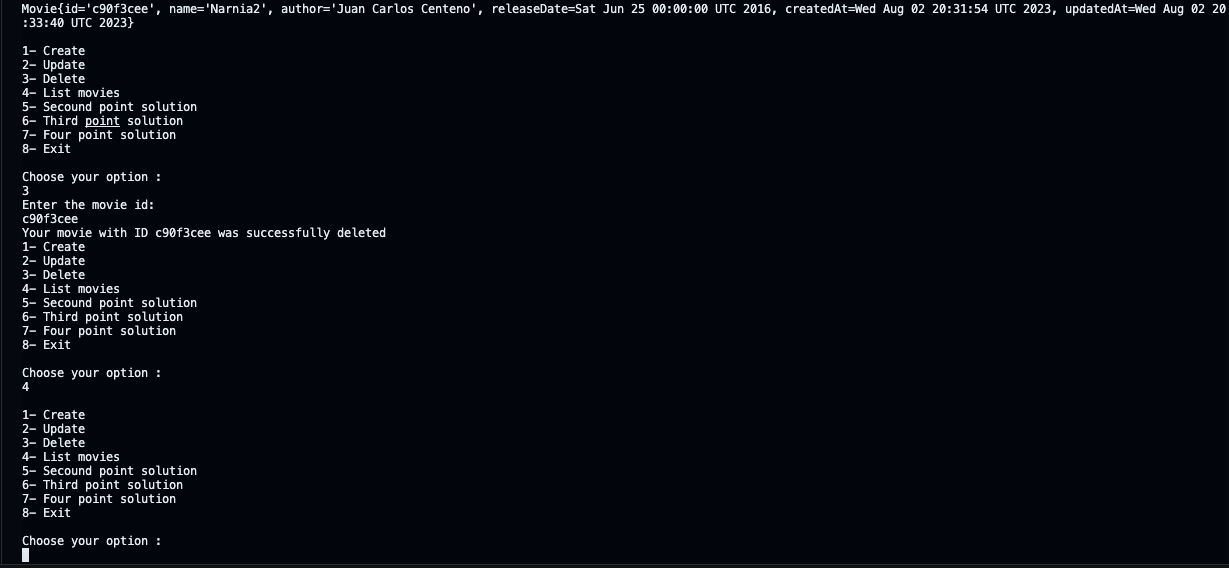 Movie{id='c90f3cee', name='Narnia2', author='Juan Carlos Centeno', releaseDate=Sat Jun 25 00:00:00 UTC 2016, createdAt=Wed Aug 02 20:31:54 UTC 2023, updatedAt=Wed Aug 02 20
:33:40 UTC 2023}
1- Create
2- Update
3- Delete
4- List movies
5- Secound point solution
6- Third point solution
7- Four point solution
8- Exit
Choose your option :
3
Enter the movie id:
c90f3cee
Your movie with ID c90f3cee was successfully deleted
1- Create
2- Update
3- Delete
4- List movies
5- Secound point solution
6- Third point solution
7- Four point solution
8- Exit
Choose your option :
4
1- Create
2- Update
3- Delete
4- List movies
5- Secound point solution
6- Third point solution
7- Four point solution
8- Exit
Choose your option :